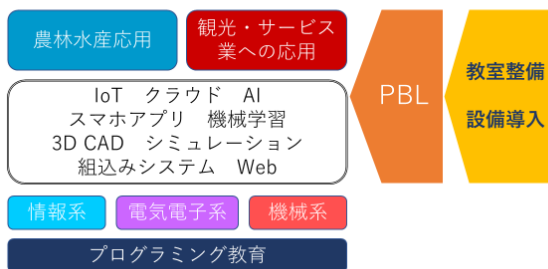 農林水産応用
観光・サービス
業への応用
IoT　クラウド　AI
スマホアプリ　機械学習
3D CAD　シミュレーション
組込みシステム　Web
PBL
教室整備
設備導入
情報系
電気電子系
機械系
プログラミング教育